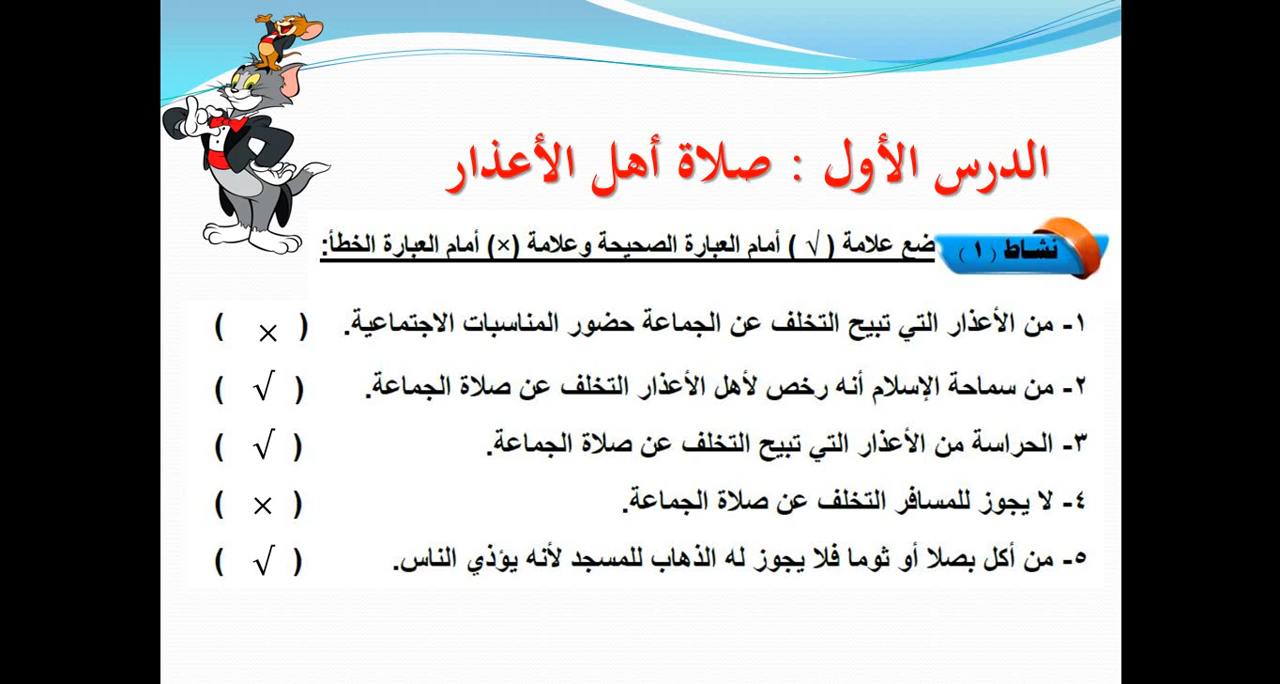 الدرس الأول : صلاة أهل الأعذار
نشاط ( ١ ) ضع علامة ( √ ) أمام العبارة الصحيحة وعلامة (×) أمام العبارة الخطأ:
١- من الأعذار التي تبيح التخلف عن الجماعة حضور المناسبات الاجتماعية. ( × )
٢- من سماحة الإسلام أنه رخص لأهل الأعذار التخلف عن صلاة الجماعة. ( √ )
٣- الحراسة من الأعذار التي تبيح التخلف عن صلاة الجماعة. ( √ )
٤- لا يجوز للمسافر التخلف عن صلاة الجماعة. ( × )
٥- من أكل بصلا أو ثوما فلا يجوز له الذهاب للمسجد لأنه يؤذي الناس. ( √ )